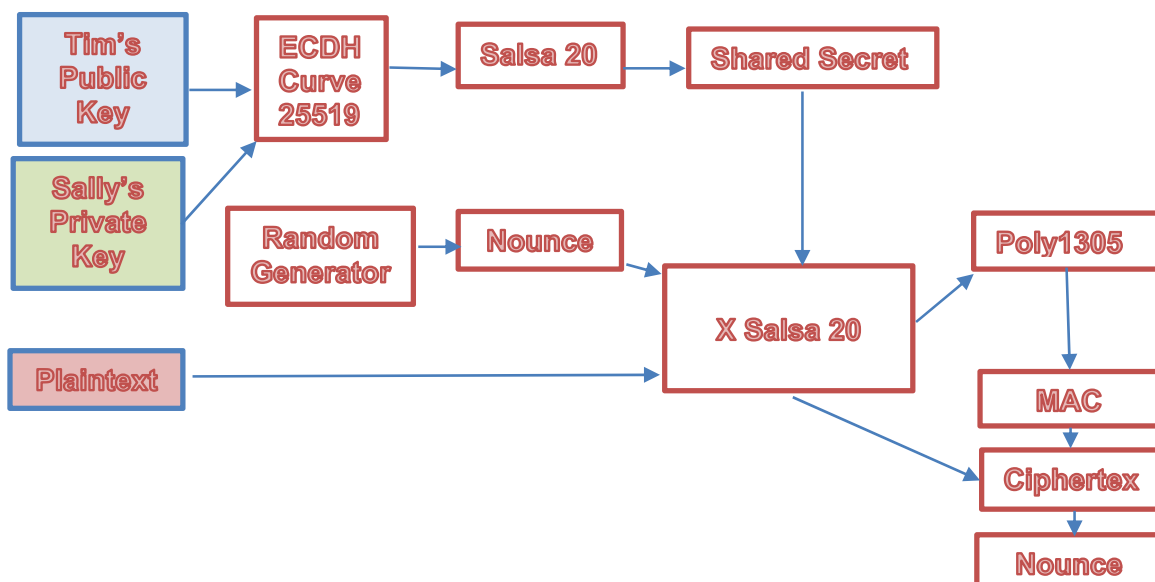 Tim's
Public
Key
ECDH
Curve
25519
Salsa 20
Shared Secret
Sally's
Private
Key
Random
Generator
Nounce
Poly1305
X Salsa 20
Plaintext
MAC
Ciphertex
Nounce